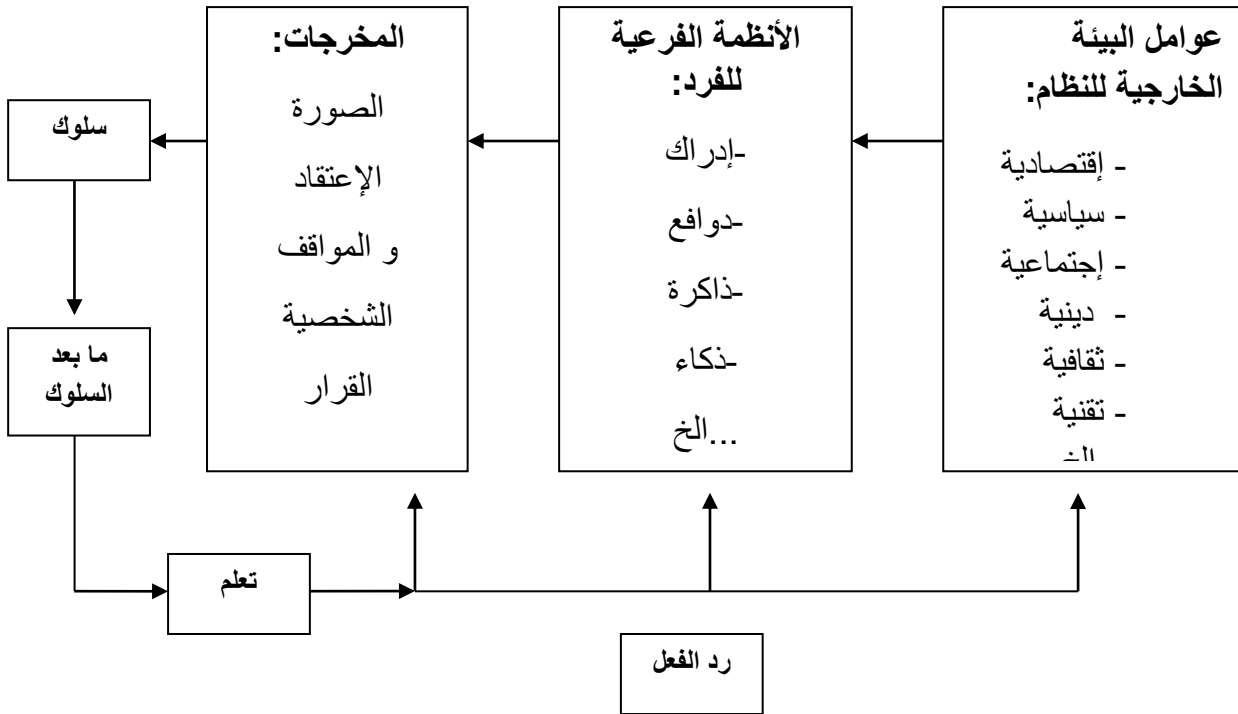 عوامل البيئة
الخارجية للنظام:
- إقتصادية
- سياسية
- إجتماعية
- دينية
- ثقافية
- تقنية
الأنظمة الفرعية
للفرد:
-إدراك
-دوافع
-ذاكرة
-ذكاء
...الخ
المخرجات:
الصورة
الإعتقاد
و المواقف
الشخصية
القرار
سلوك
ما بعد
السلوك
تعلم
رد الفعل